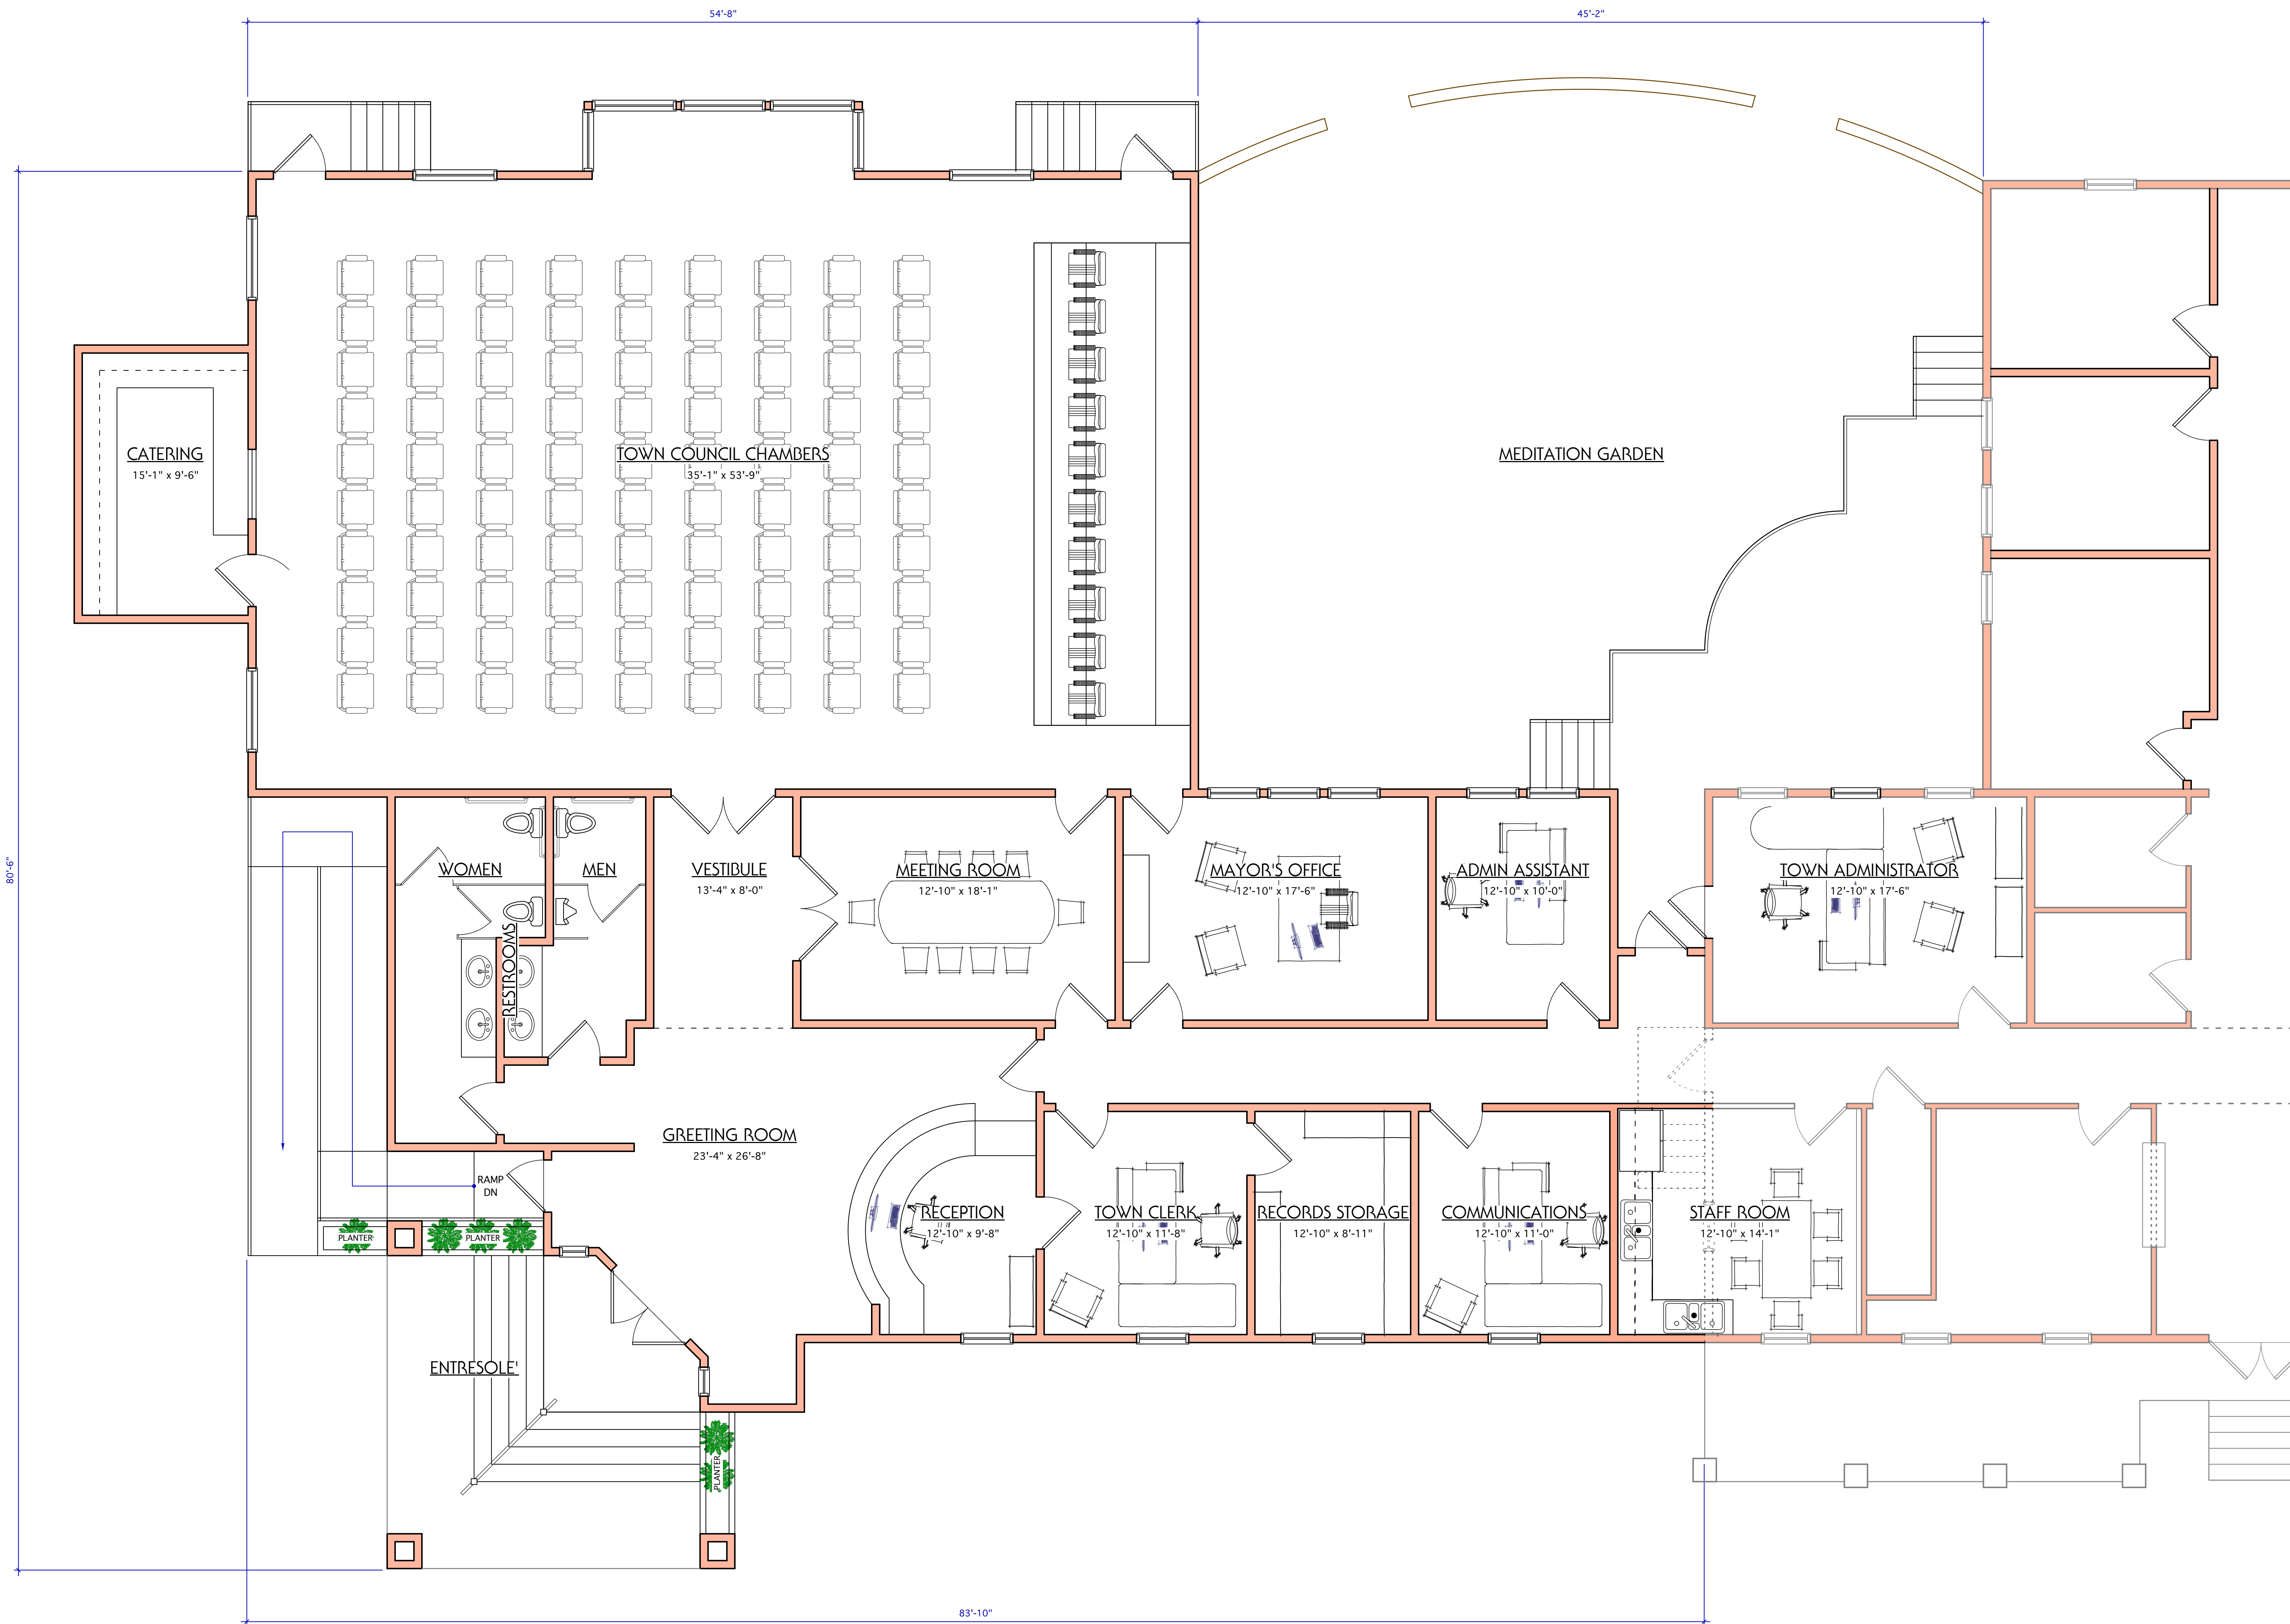 54'-8"
45'-2"
80'-6"
CATERING
15'-1" x 9'-6"
TOWN COUNCIL CHAMBERS
35'-1" x 53'-9"
MEDITATION GARDEN
WOMEN
MEN
RESTROOMS
VESTIBULE
13'-4" x 8'-0"
MEETING ROOM
12'-10" x 18'-1"
MAYOR'S OFFICE
12'-10" x 17'-6"
ADMIN ASSISTANT
12'-10" x 10'-0"
TOWN ADMINISTRATOR
12'-10" x 17'-6"
GREETING ROOM
23'-4" x 26'-8"
RAMP
DN
PLANTER
PLANTER
RECEPTION
12'-10" x 9'-8"
TOWN CLERK
12'-10" x 11'-8"
RECORDS STORAGE
12'-10" x 8'-11"
COMMUNICATIONS
12'-10" x 11'-0"
STAFF ROOM
12'-10" x 14'-1"
ENTRESOLE'
PLANTER
83'-10"